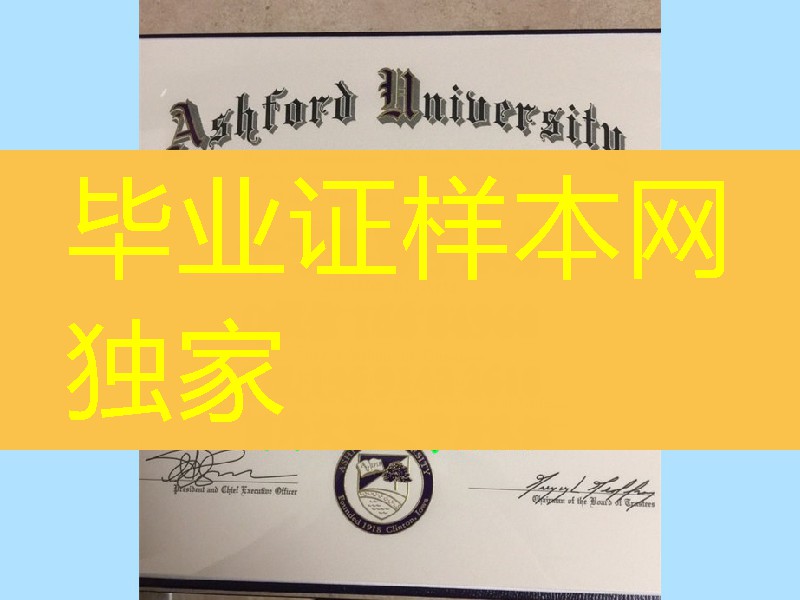 Ashford University
毕业证样本网
独家
President and Chief Executive Officer
Chairman of the Board of Trustees
Founded 1918 Clinton, Iowa